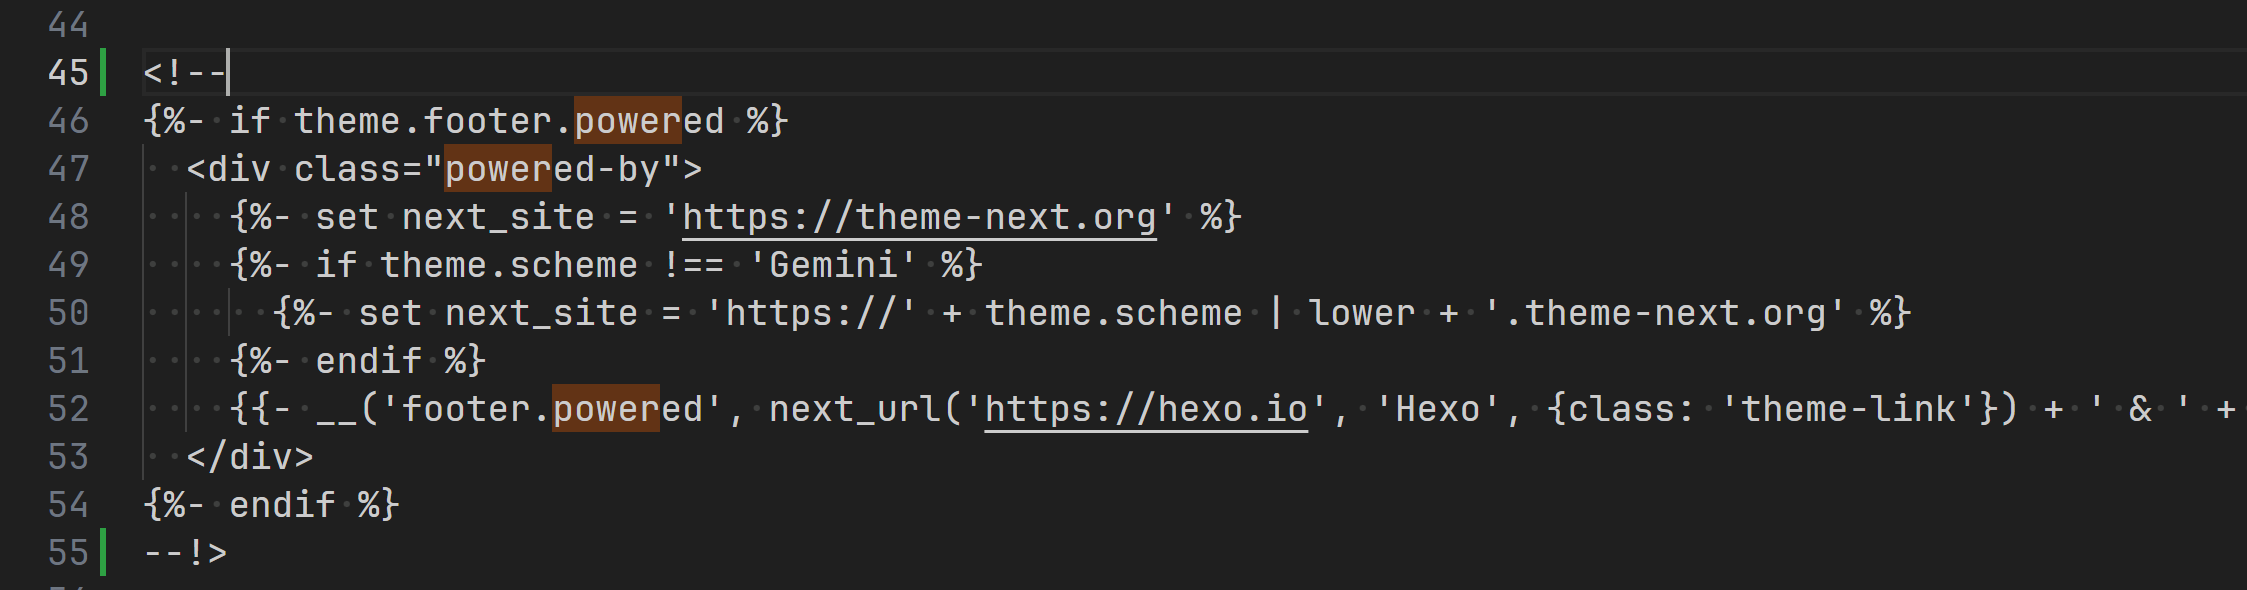 44
45 <!--
46 {%- if theme.footer.powered %}
47   <div class="powered-by">
48     {%- set next_site = 'https://theme-next.org' %}
49     {%- if theme.scheme !== 'Gemini' %}
50       {%- set next_site = 'https://' + theme.scheme | lower + '.theme-next.org' %}
51     {%- endif %}
52     {{- __('footer.powered', next_url('https://hexo.io', 'Hexo', {class: 'theme-link'}) + ' & ' +
53   </div>
54 {%- endif %}
55 --!>